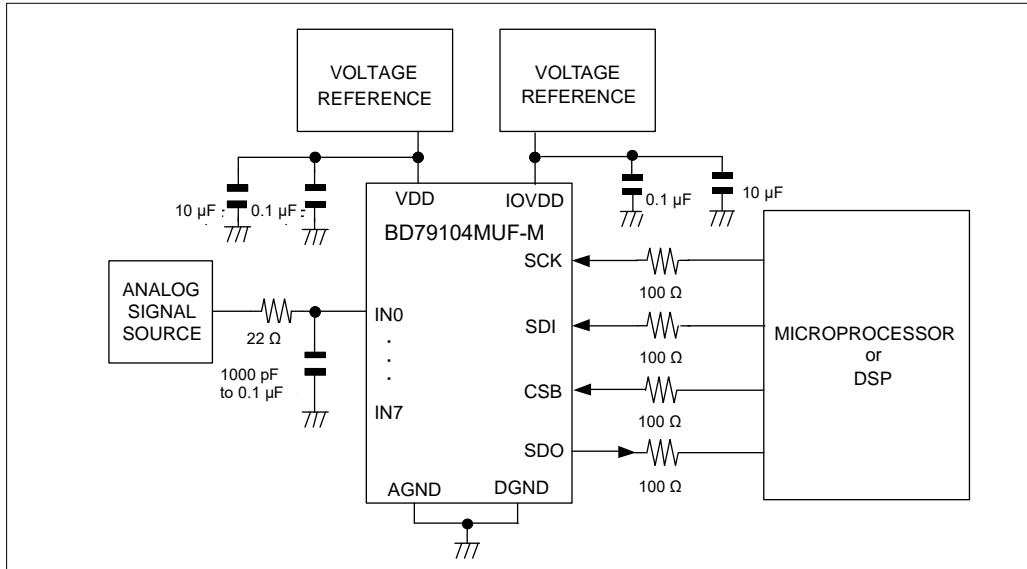 VOLTAGE
REFERENCE
VOLTAGE
REFERENCE
10 µF
0.1 µF
VDD
IOVDD
0.1 µF
10 µF
BD79104MUF-M
SCK
100 Ω
ANALOG
SIGNAL
SOURCE
22 Ω
IN0
1000 pF
to 0.1 µF
IN7
SDI
100 Ω
CSB
100 Ω
SDO
100 Ω
MICROPROCESSOR
or
DSP
AGND
DGND